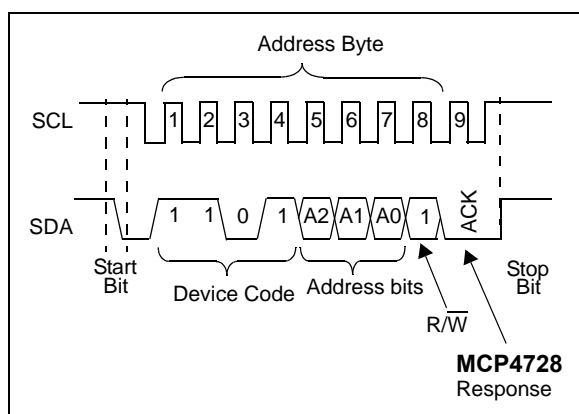 Address Byte
SCL
1 2 3 4 5 6 7 8 9
SDA
1 1 0 1 A2 A1 A0 1 ACK
Start
Bit
Device Code
Address bits
Stop
Bit
R/W̅
MCP4728
Response